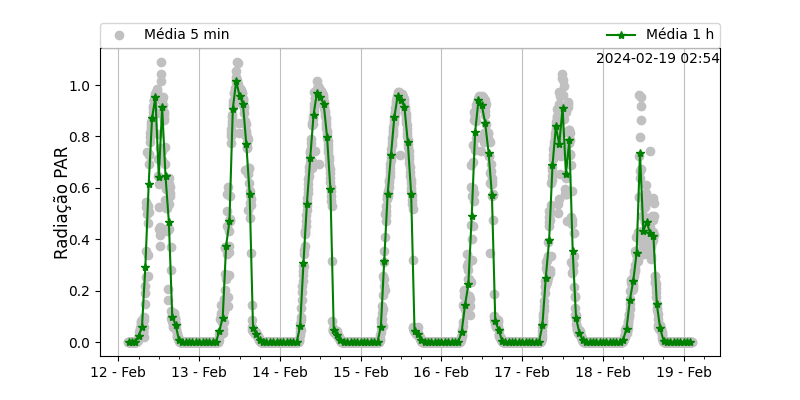 Média 5 min
Média 1 h
2024-02-19 02:54
Radiação PAR
1.0
0.8
0.6
0.4
0.2
0.0
12 - Feb
13 - Feb
14 - Feb
15 - Feb
16 - Feb
17 - Feb
18 - Feb
19 - Feb